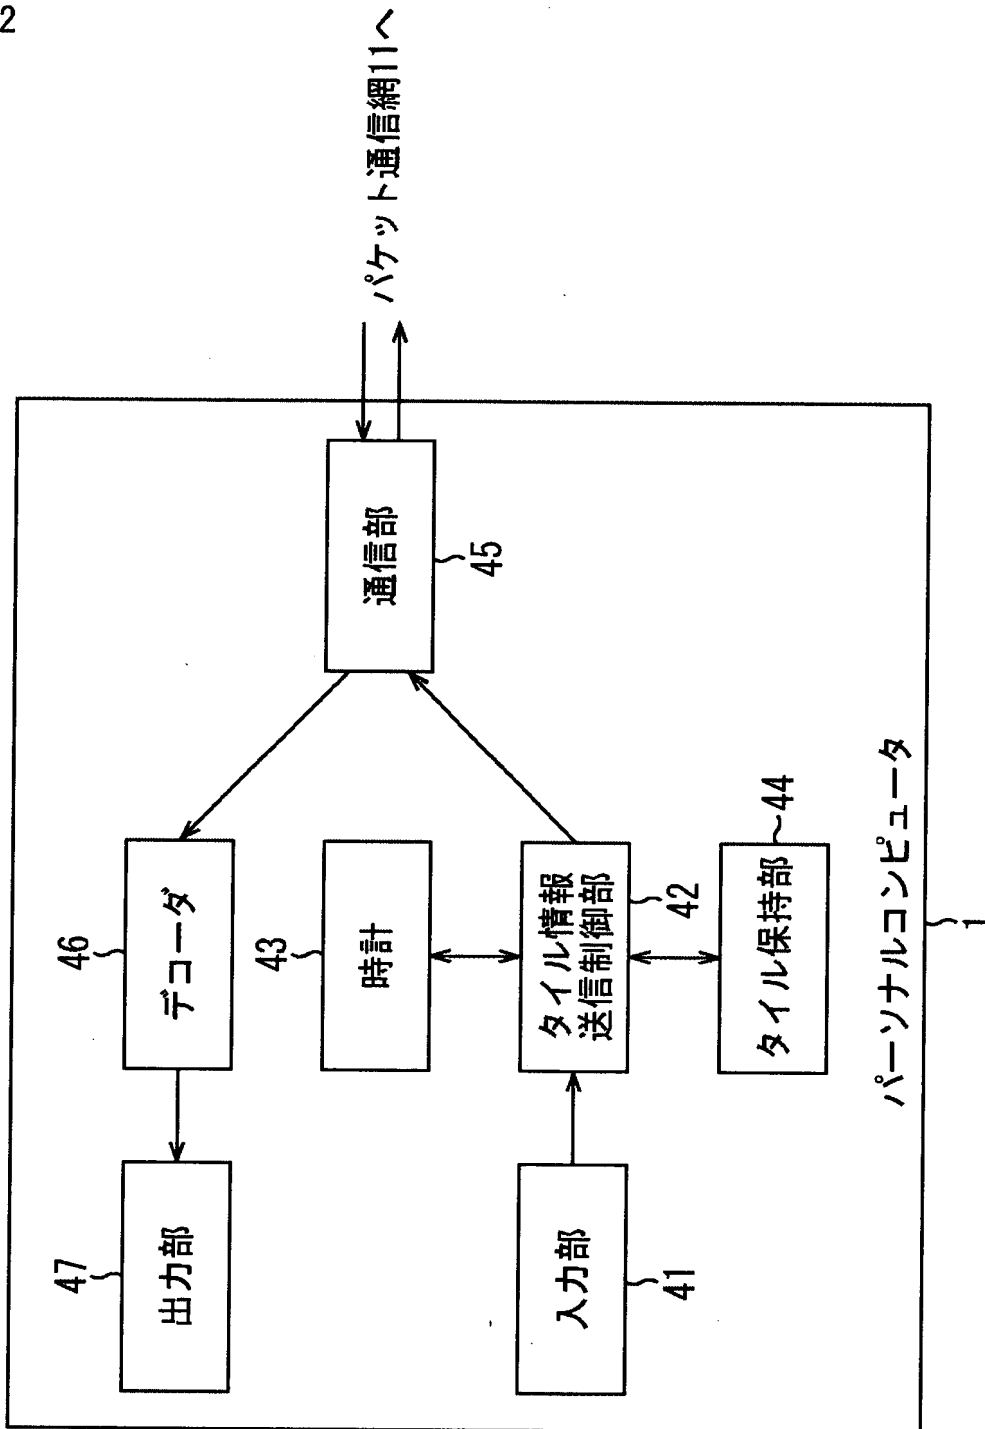 2
パケット通信網11へ
通信部
45
46
デコーダ
43
時計
タイル情報
送信制御部
42
タイル保持部
44
47
出力部
入力部
41
パーソナルコンピュータ
1